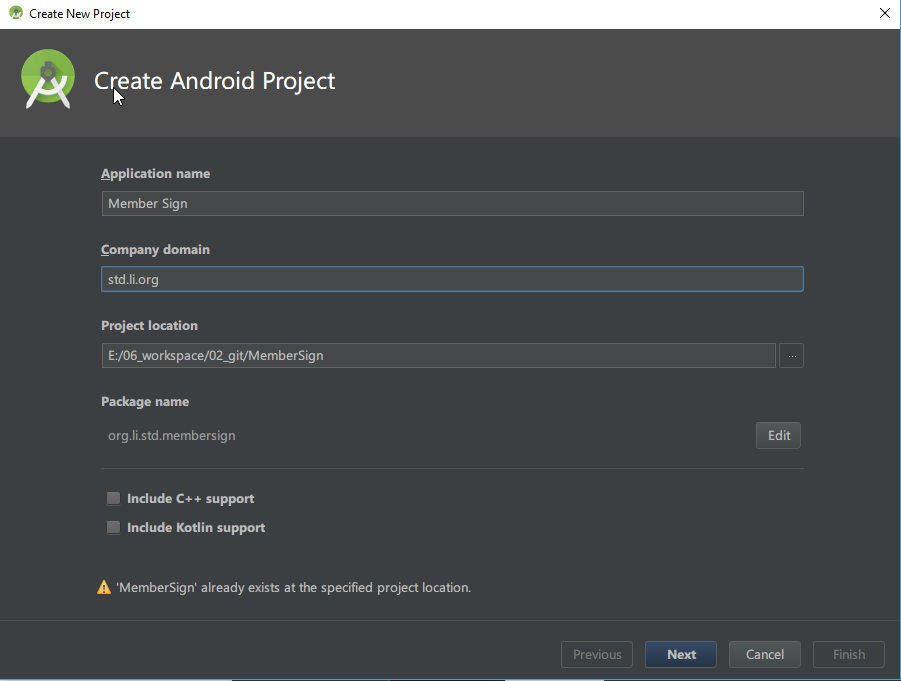 Create New Project
Create Android Project
Application name
Member Sign
Company domain
std.li.org
Project location
E:/06_workspace/02_git/MemberSign
...
Package name
org.li.std.membersign
Edit
Include C++ support
Include Kotlin support
'MemberSign' already exists at the specified project location.
Previous Next Cancel Finish